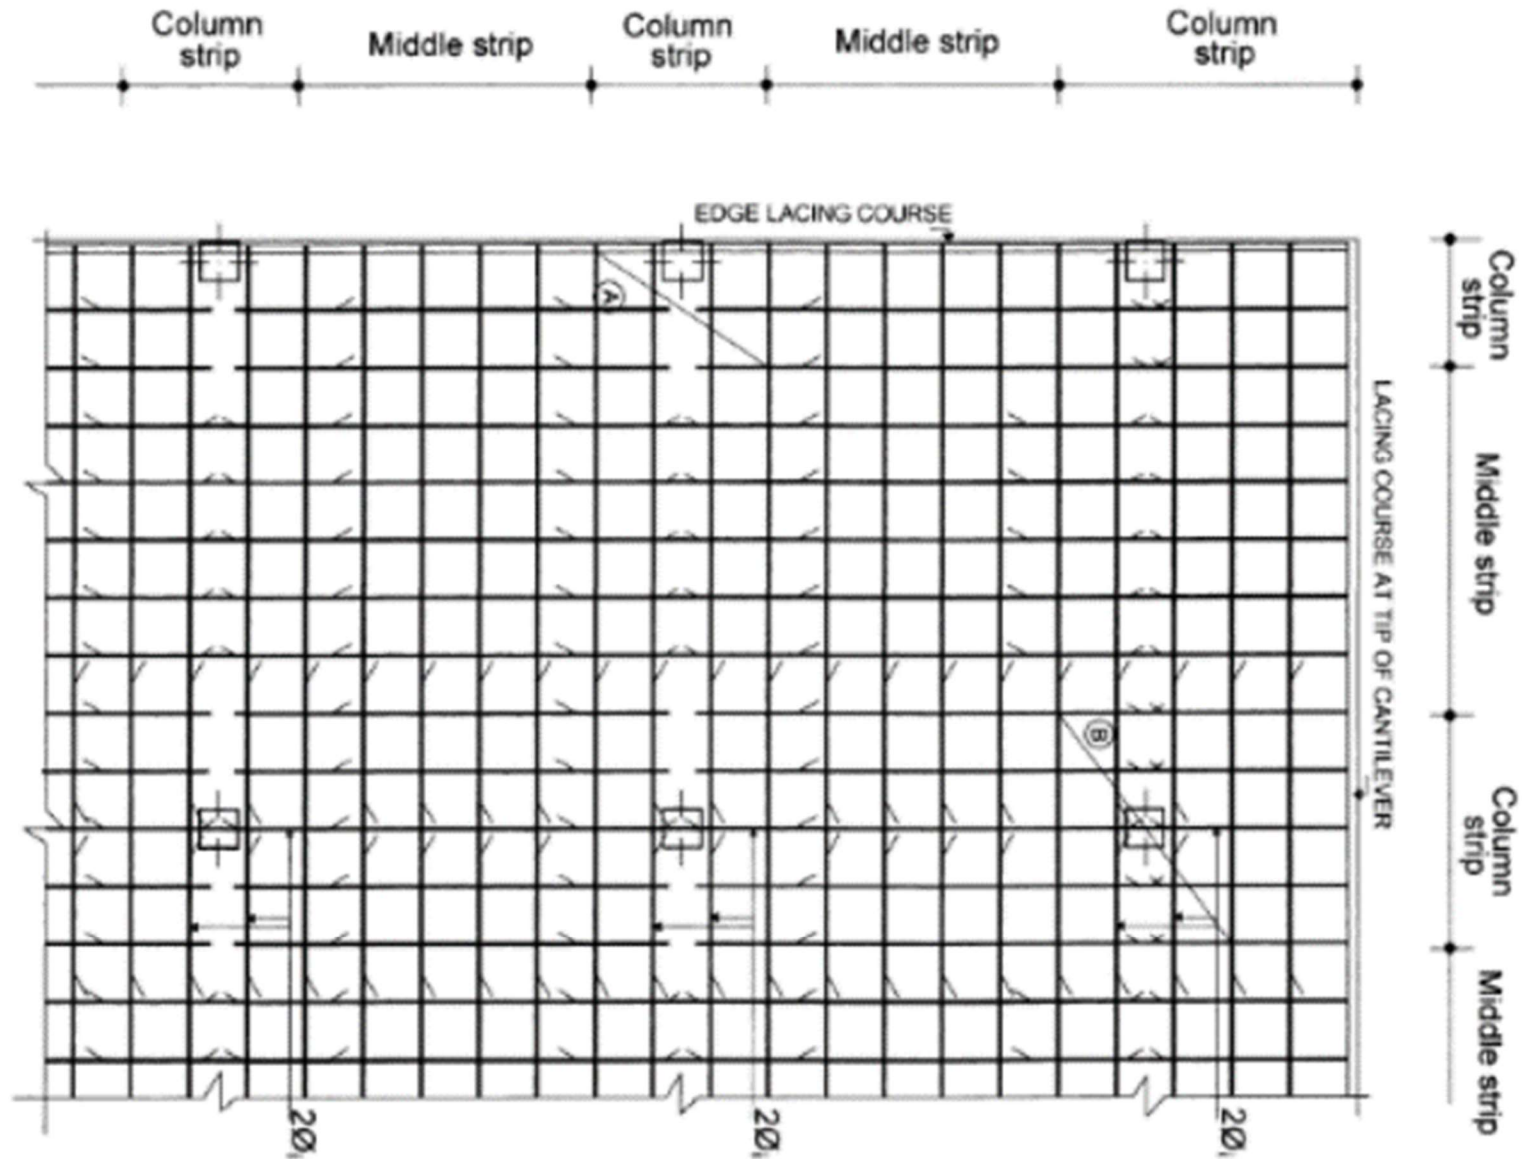 Column
strip
Middle strip
Column
strip
Middle strip
Column
strip
EDGE LACING COURSE
A
Column
strip
LACING COURSE AT TIP OF CANTILEVER
Middle strip
B
Column
strip
Middle strip
20,
20,
20,